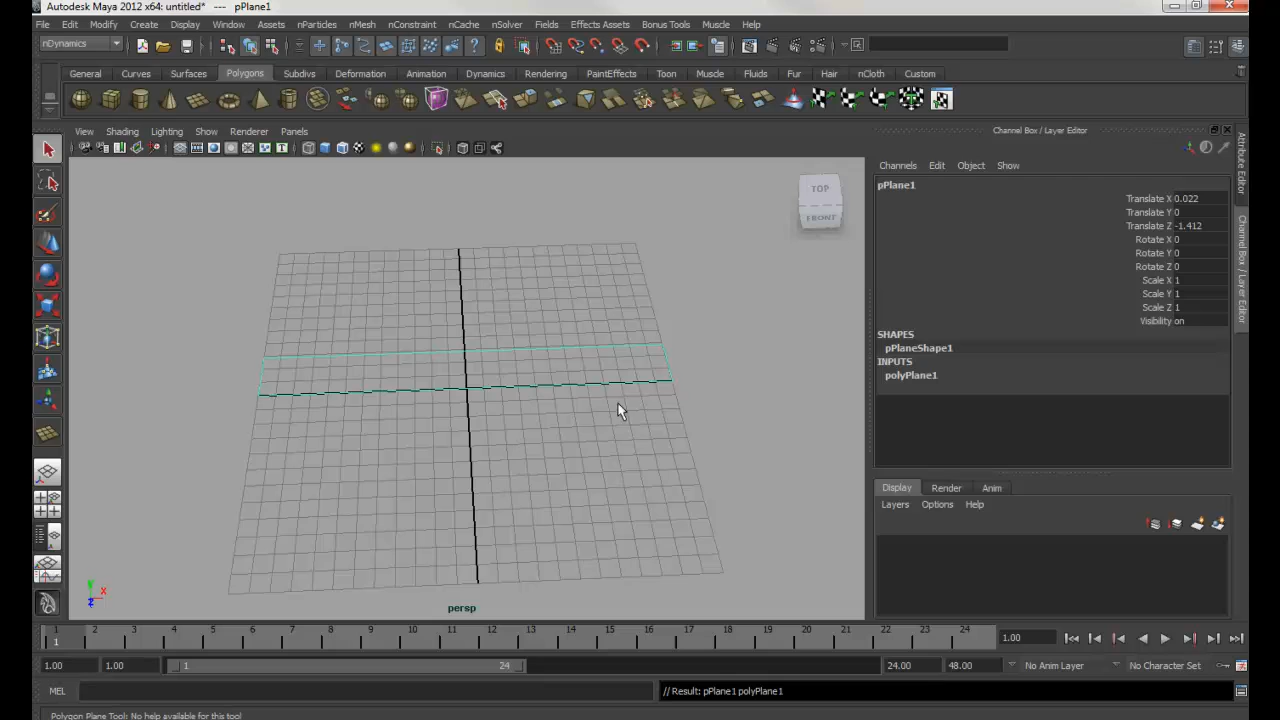 Autodesk Maya 2012 x64: untitled* --- pPlane1
File Edit Modify Create Display Window Assets nParticles nMesh nConstraint nCache nSolver Fields Effects Assets Bonus Tools Muscle Help
nDynamics
General Curves Surfaces Polygons Subdivs Deformation Animation Dynamics Rendering PaintEffects Toon Muscle Fluids Fur Hair nCloth Custom
View Shading Lighting Show Renderer Panels
Channel Box / Layer Editor
Channels Edit Object Show
pPlane1
Translate X 0.022
Translate Y 0
Translate Z -1.412
Rotate X 0
Rotate Y 0
Rotate Z 0
Scale X 1
Scale Y 1
Scale Z 1
Visibility on
SHAPES
pPlaneShape1
INPUTS
polyPlane1
Attribute Editor
Channel Box / Layer Editor
TOP
FRONT
persp
Display Render Anim
Layers Options Help
1 2 3 4 5 6 7 8 9 10 11 12 13 14 15 16 17 18 19 20 21 22 23 24
1
1.00
1.00 1.00 1 24 24.00 48.00 No Anim Layer No Character Set
MEL
// Result: pPlane1 polyPlane1
Polygon Plane Tool: No help available for this tool